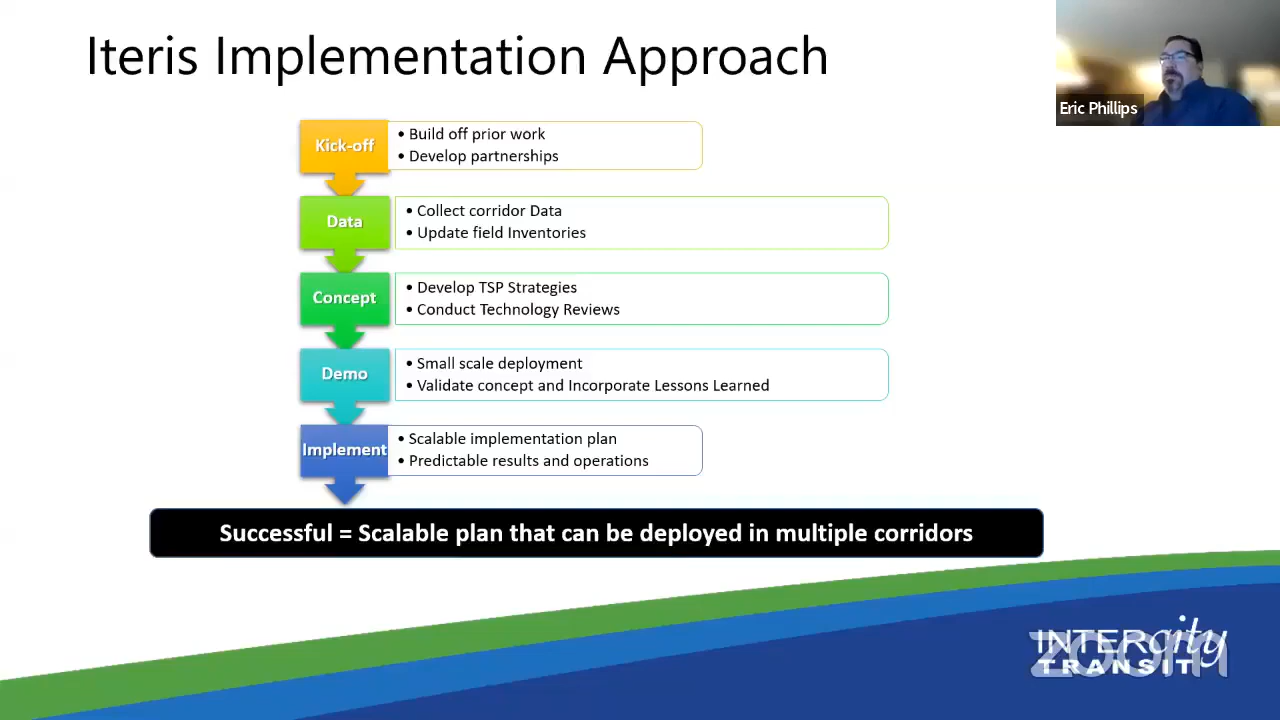 Iteris Implementation Approach
Eric Phillips
Kick-off
• Build off prior work
• Develop partnerships
Data
• Collect corridor Data
• Update field Inventories
Concept
• Develop TSP Strategies
• Conduct Technology Reviews
Demo
• Small scale deployment
• Validate concept and Incorporate Lessons Learned
Implement
• Scalable implementation plan
• Predictable results and operations
Successful = Scalable plan that can be deployed in multiple corridors
INTERcity
TRANSIT
zoom